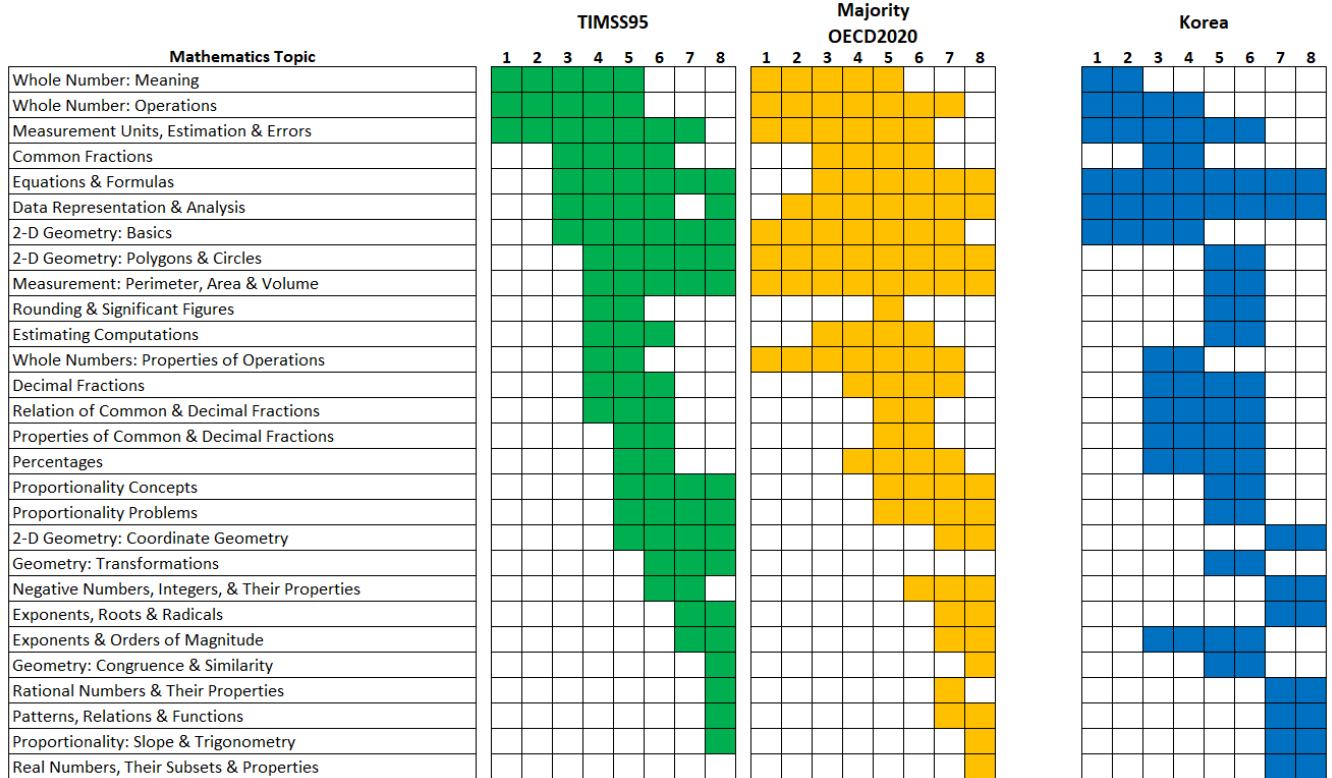 TIMSS95
Majority
OECD2020
Korea
Mathematics Topic
1 2 3 4 5 6 7 8
1 2 3 4 5 6 7 8
1 2 3 4 5 6 7 8
Whole Number: Meaning
Whole Number: Operations
Measurement Units, Estimation & Errors
Common Fractions
Equations & Formulas
Data Representation & Analysis
2-D Geometry: Basics
2-D Geometry: Polygons & Circles
Measurement: Perimeter, Area & Volume
Rounding & Significant Figures
Estimating Computations
Whole Numbers: Properties of Operations
Decimal Fractions
Relation of Common & Decimal Fractions
Properties of Common & Decimal Fractions
Percentages
Proportionality Concepts
Proportionality Problems
2-D Geometry: Coordinate Geometry
Geometry: Transformations
Negative Numbers, Integers, & Their Properties
Exponents, Roots & Radicals
Exponents & Orders of Magnitude
Geometry: Congruence & Similarity
Rational Numbers & Their Properties
Patterns, Relations & Functions
Proportionality: Slope & Trigonometry
Real Numbers, Their Subsets & Properties